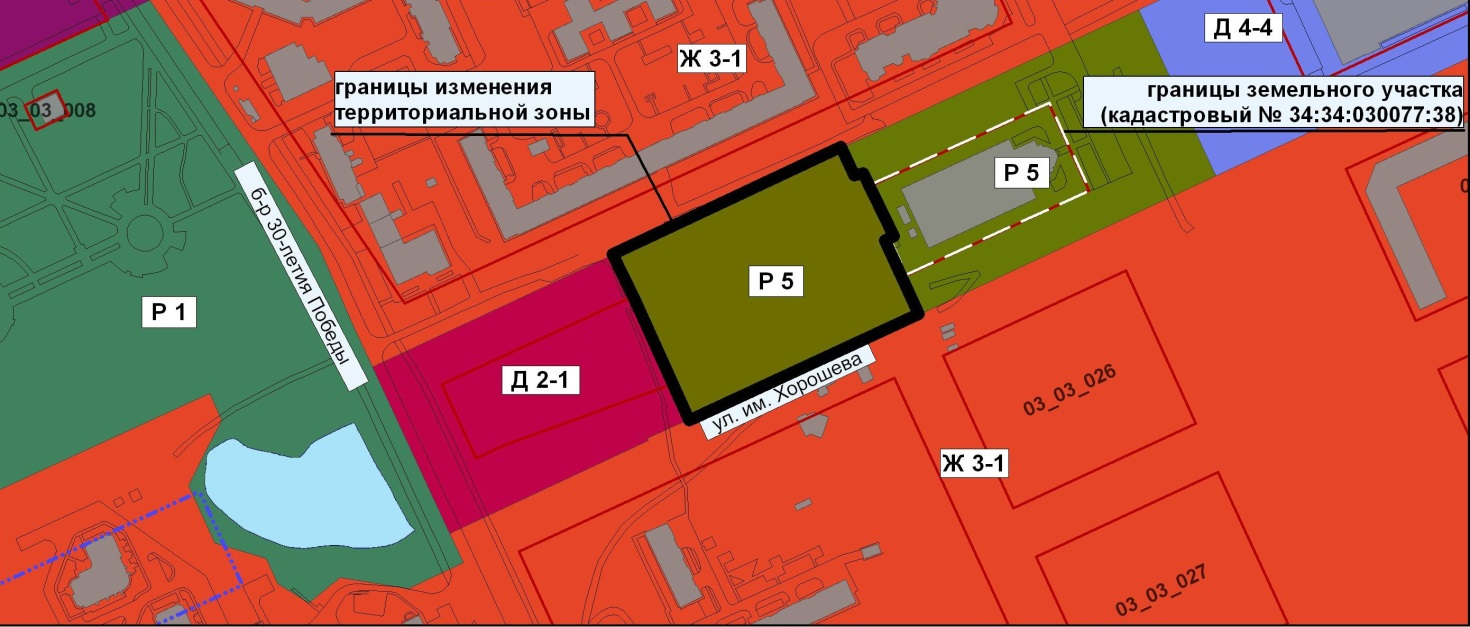 Д 4-4
Ж 3-1
границы изменения
территориальной зоны
границы земельного участка
(кадастровый № 34:34:030077:38)
03_03_008
Р 5
б-р 30-летия Победы
Р 5
Р 1
Д 2-1
ул. им. Хорошева
03_03_026
Ж 3-1
03_03_027